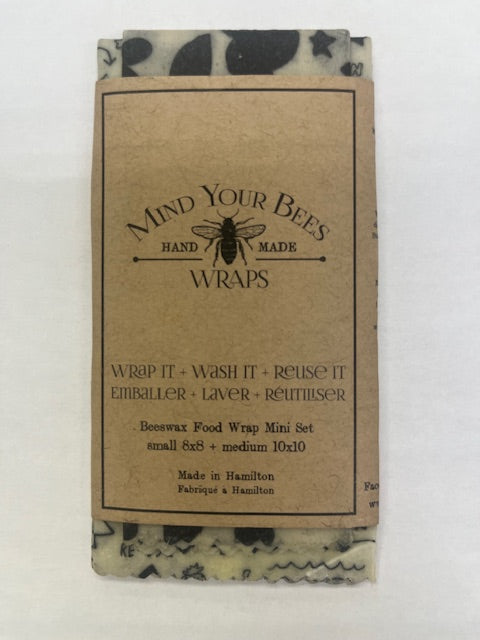 MIND YOUR BEES
HAND MADE
WRAPS
WRAP IT + WASH IT + REUSE IT
EMBALLER + LAVER + RÉUTILISER
Beeswax Food Wrap Mini Set
small 8x8 + medium 10x10
Made in Hamilton
Fabriqué à Hamilton